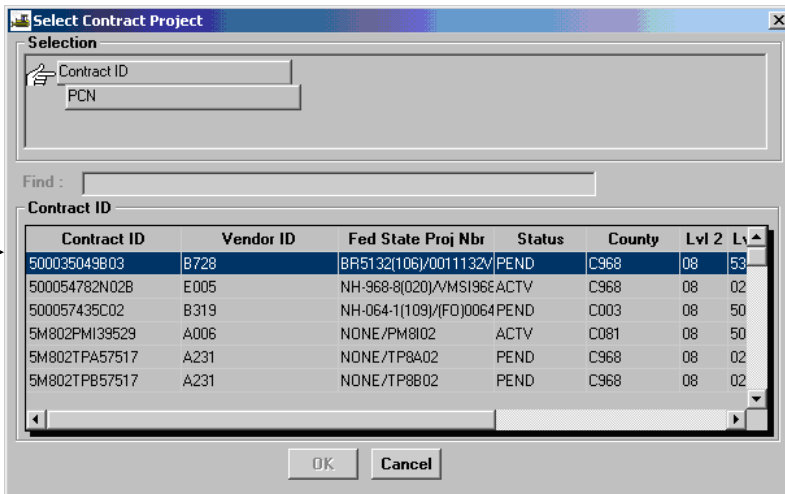 Select Contract Project
Selection
Contract ID
PCN
Find :
Contract ID
Contract ID Vendor ID Fed State Proj Nbr Status County Lvl 2 Lv
500035049B03 B728 BR5132(106)/0011132V PEND C968 08 53
500054782N02B E005 NH-968-8(020)/VMSI968 ACTV C968 08 02
500057435C02 B319 NH-064-1(109)/(FO)0064 PEND C003 08 50
5M802PMI39529 A006 NONE/PM8I02 ACTV C081 08 50
5M802TPA57517 A231 NONE/TP8A02 PEND C968 08 02
5M802TPB57517 A231 NONE/TP8B02 PEND C968 08 02
OK Cancel